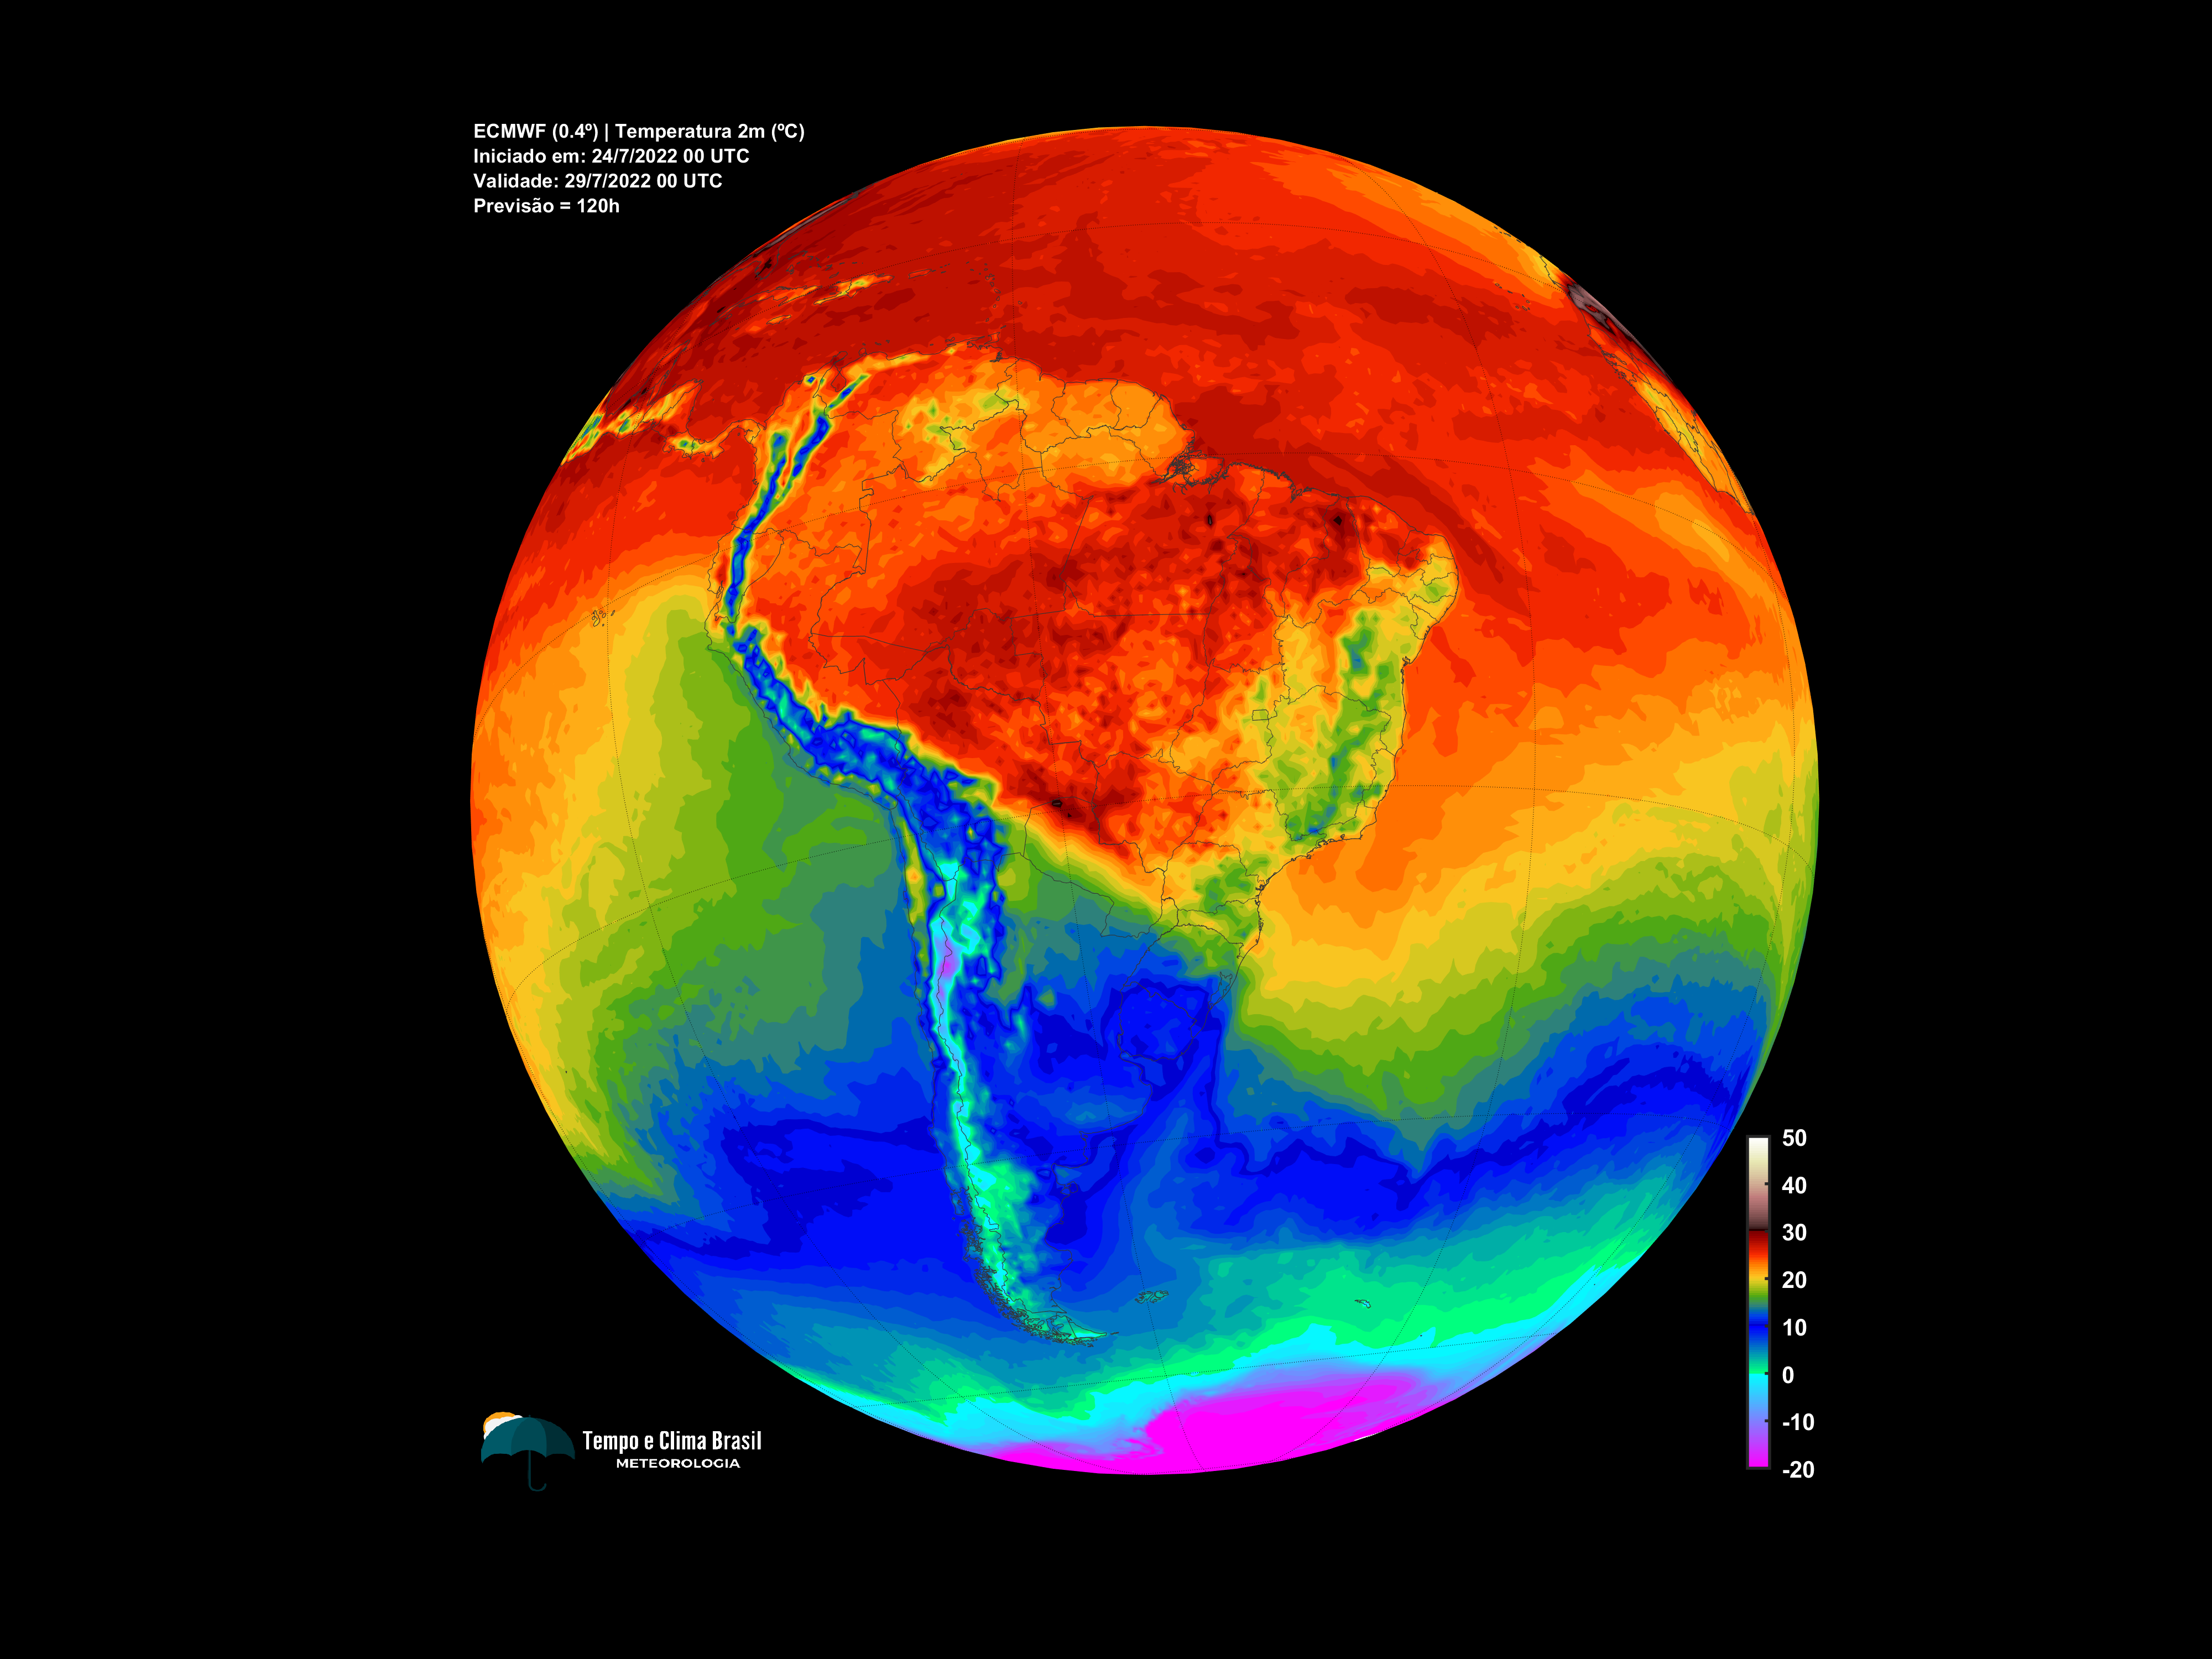 ECMWF (0.4º) | Temperatura 2m (ºC)
Iniciado em: 24/7/2022 00 UTC
Validade: 29/7/2022 00 UTC
Previsão = 120h
50
40
30
20
10
0
-10
-20
Tempo e Clima Brasil
METEOROLOGIA